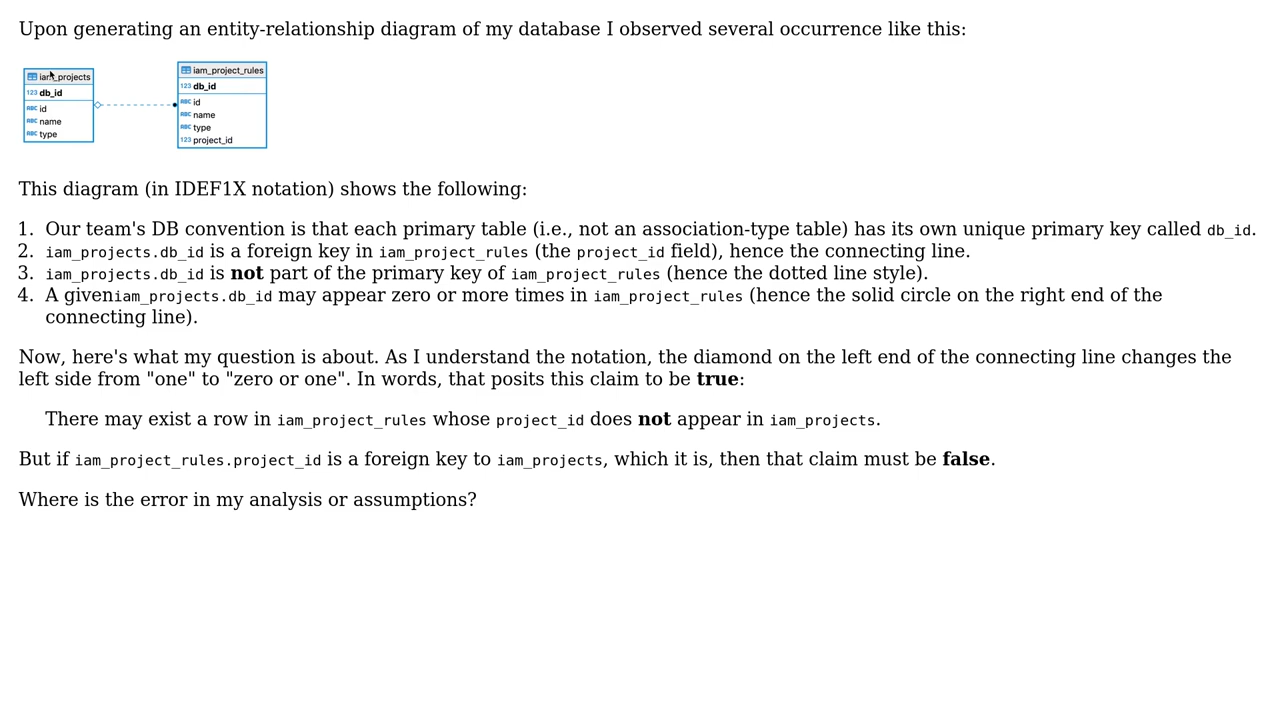 Upon generating an entity-relationship diagram of my database I observed several occurrence like this:
iam_projects
123 db_id
ABC id
ABC name
ABC type
iam_project_rules
123 db_id
ABC id
ABC name
ABC type
123 project_id
This diagram (in IDEF1X notation) shows the following:
1. Our team's DB convention is that each primary table (i.e., not an association-type table) has its own unique primary key called db_id.
2. iam_projects.db_id is a foreign key in iam_project_rules (the project_id field), hence the connecting line.
3. iam_projects.db_id is not part of the primary key of iam_project_rules (hence the dotted line style).
4. A giveniam_projects.db_id may appear zero or more times in iam_project_rules (hence the solid circle on the right end of the
connecting line).
Now, here's what my question is about. As I understand the notation, the diamond on the left end of the connecting line changes the
left side from "one" to "zero or one". In words, that posits this claim to be true:
There may exist a row in iam_project_rules whose project_id does not appear in iam_projects.
But if iam_project_rules.project_id is a foreign key to iam_projects, which it is, then that claim must be false.
Where is the error in my analysis or assumptions?